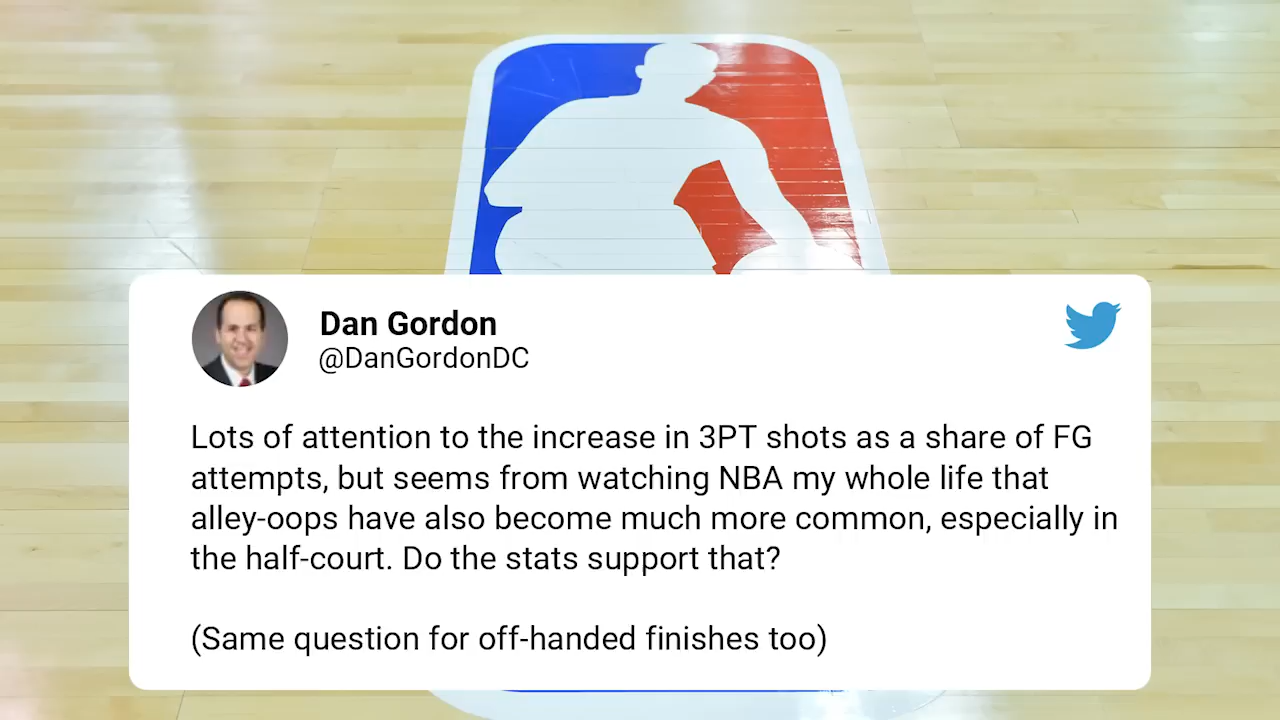 Dan Gordon
@DanGordonDC
Lots of attention to the increase in 3PT shots as a share of FG
attempts, but seems from watching NBA my whole life that
alley-oops have also become much more common, especially in
the half-court. Do the stats support that?
(Same question for off-handed finishes too)